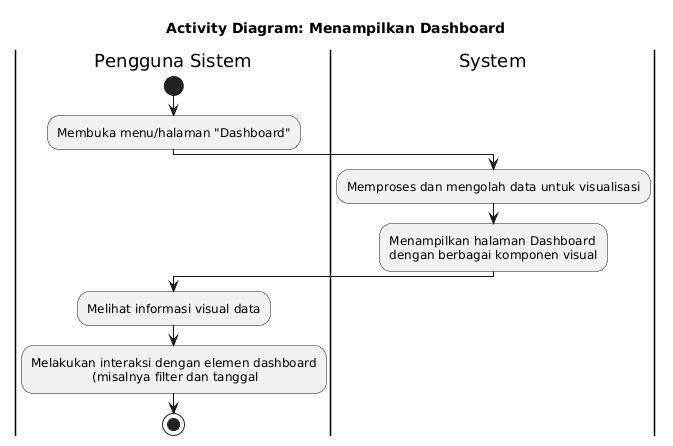 Activity Diagram: Menampilkan Dashboard
Pengguna Sistem
System
Membuka menu/halaman "Dashboard"
Memproses dan mengolah data untuk visualisasi
Menampilkan halaman Dashboard
dengan berbagai komponen visual
Melihat informasi visual data
Melakukan interaksi dengan elemen dashboard
(misalnya filter dan tanggal